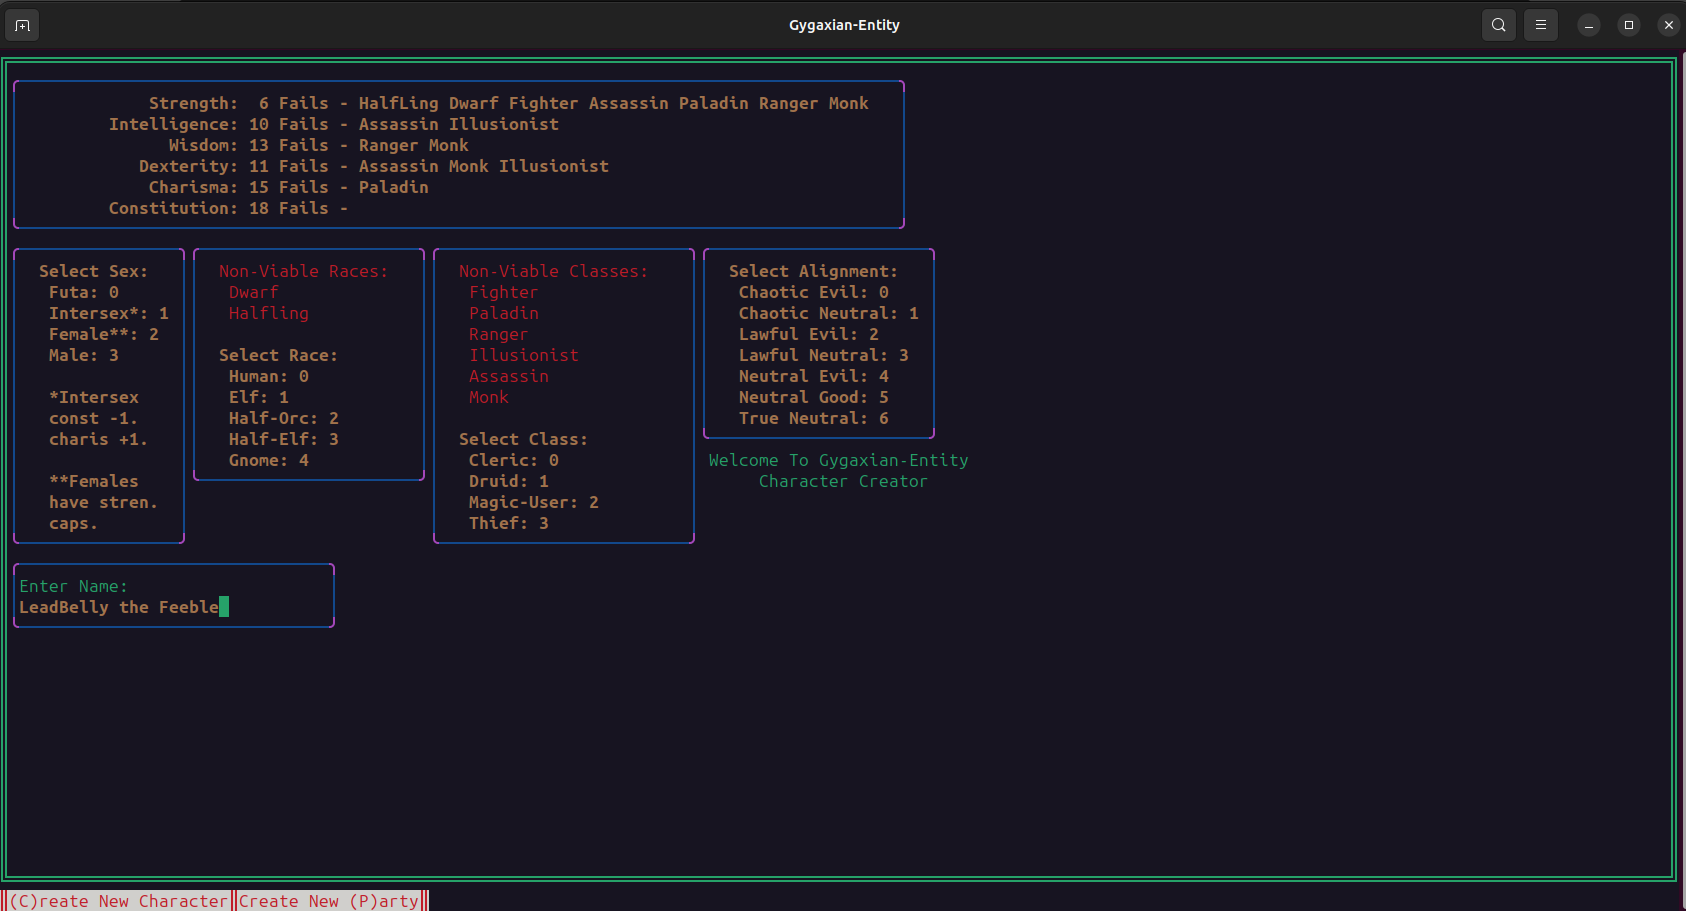 Gygaxian-Entity
Strength:  6 Fails - HalfLing Dwarf Fighter Assassin Paladin Ranger Monk
Intelligence: 10 Fails - Assassin Illusionist
Wisdom: 13 Fails - Ranger Monk
Dexterity: 11 Fails - Assassin Monk Illusionist
Charisma: 15 Fails - Paladin
Constitution: 18 Fails -
Select Sex:
Futa: 0
Intersex*: 1
Female**: 2
Male: 3
*Intersex
const -1.
charis +1.
**Females
have stren.
caps.
Non-Viable Races:
Dwarf
Halfling
Select Race:
Human: 0
Elf: 1
Half-Orc: 2
Half-Elf: 3
Gnome: 4
Non-Viable Classes:
Fighter
Paladin
Ranger
Illusionist
Assassin
Monk
Select Class:
Cleric: 0
Druid: 1
Magic-User: 2
Thief: 3
Select Alignment:
Chaotic Evil: 0
Chaotic Neutral: 1
Lawful Evil: 2
Lawful Neutral: 3
Neutral Evil: 4
Neutral Good: 5
True Neutral: 6
Welcome To Gygaxian-Entity
Character Creator
Enter Name:
LeadBelly the Feeble
(C)reate New Character
Create New (P)arty